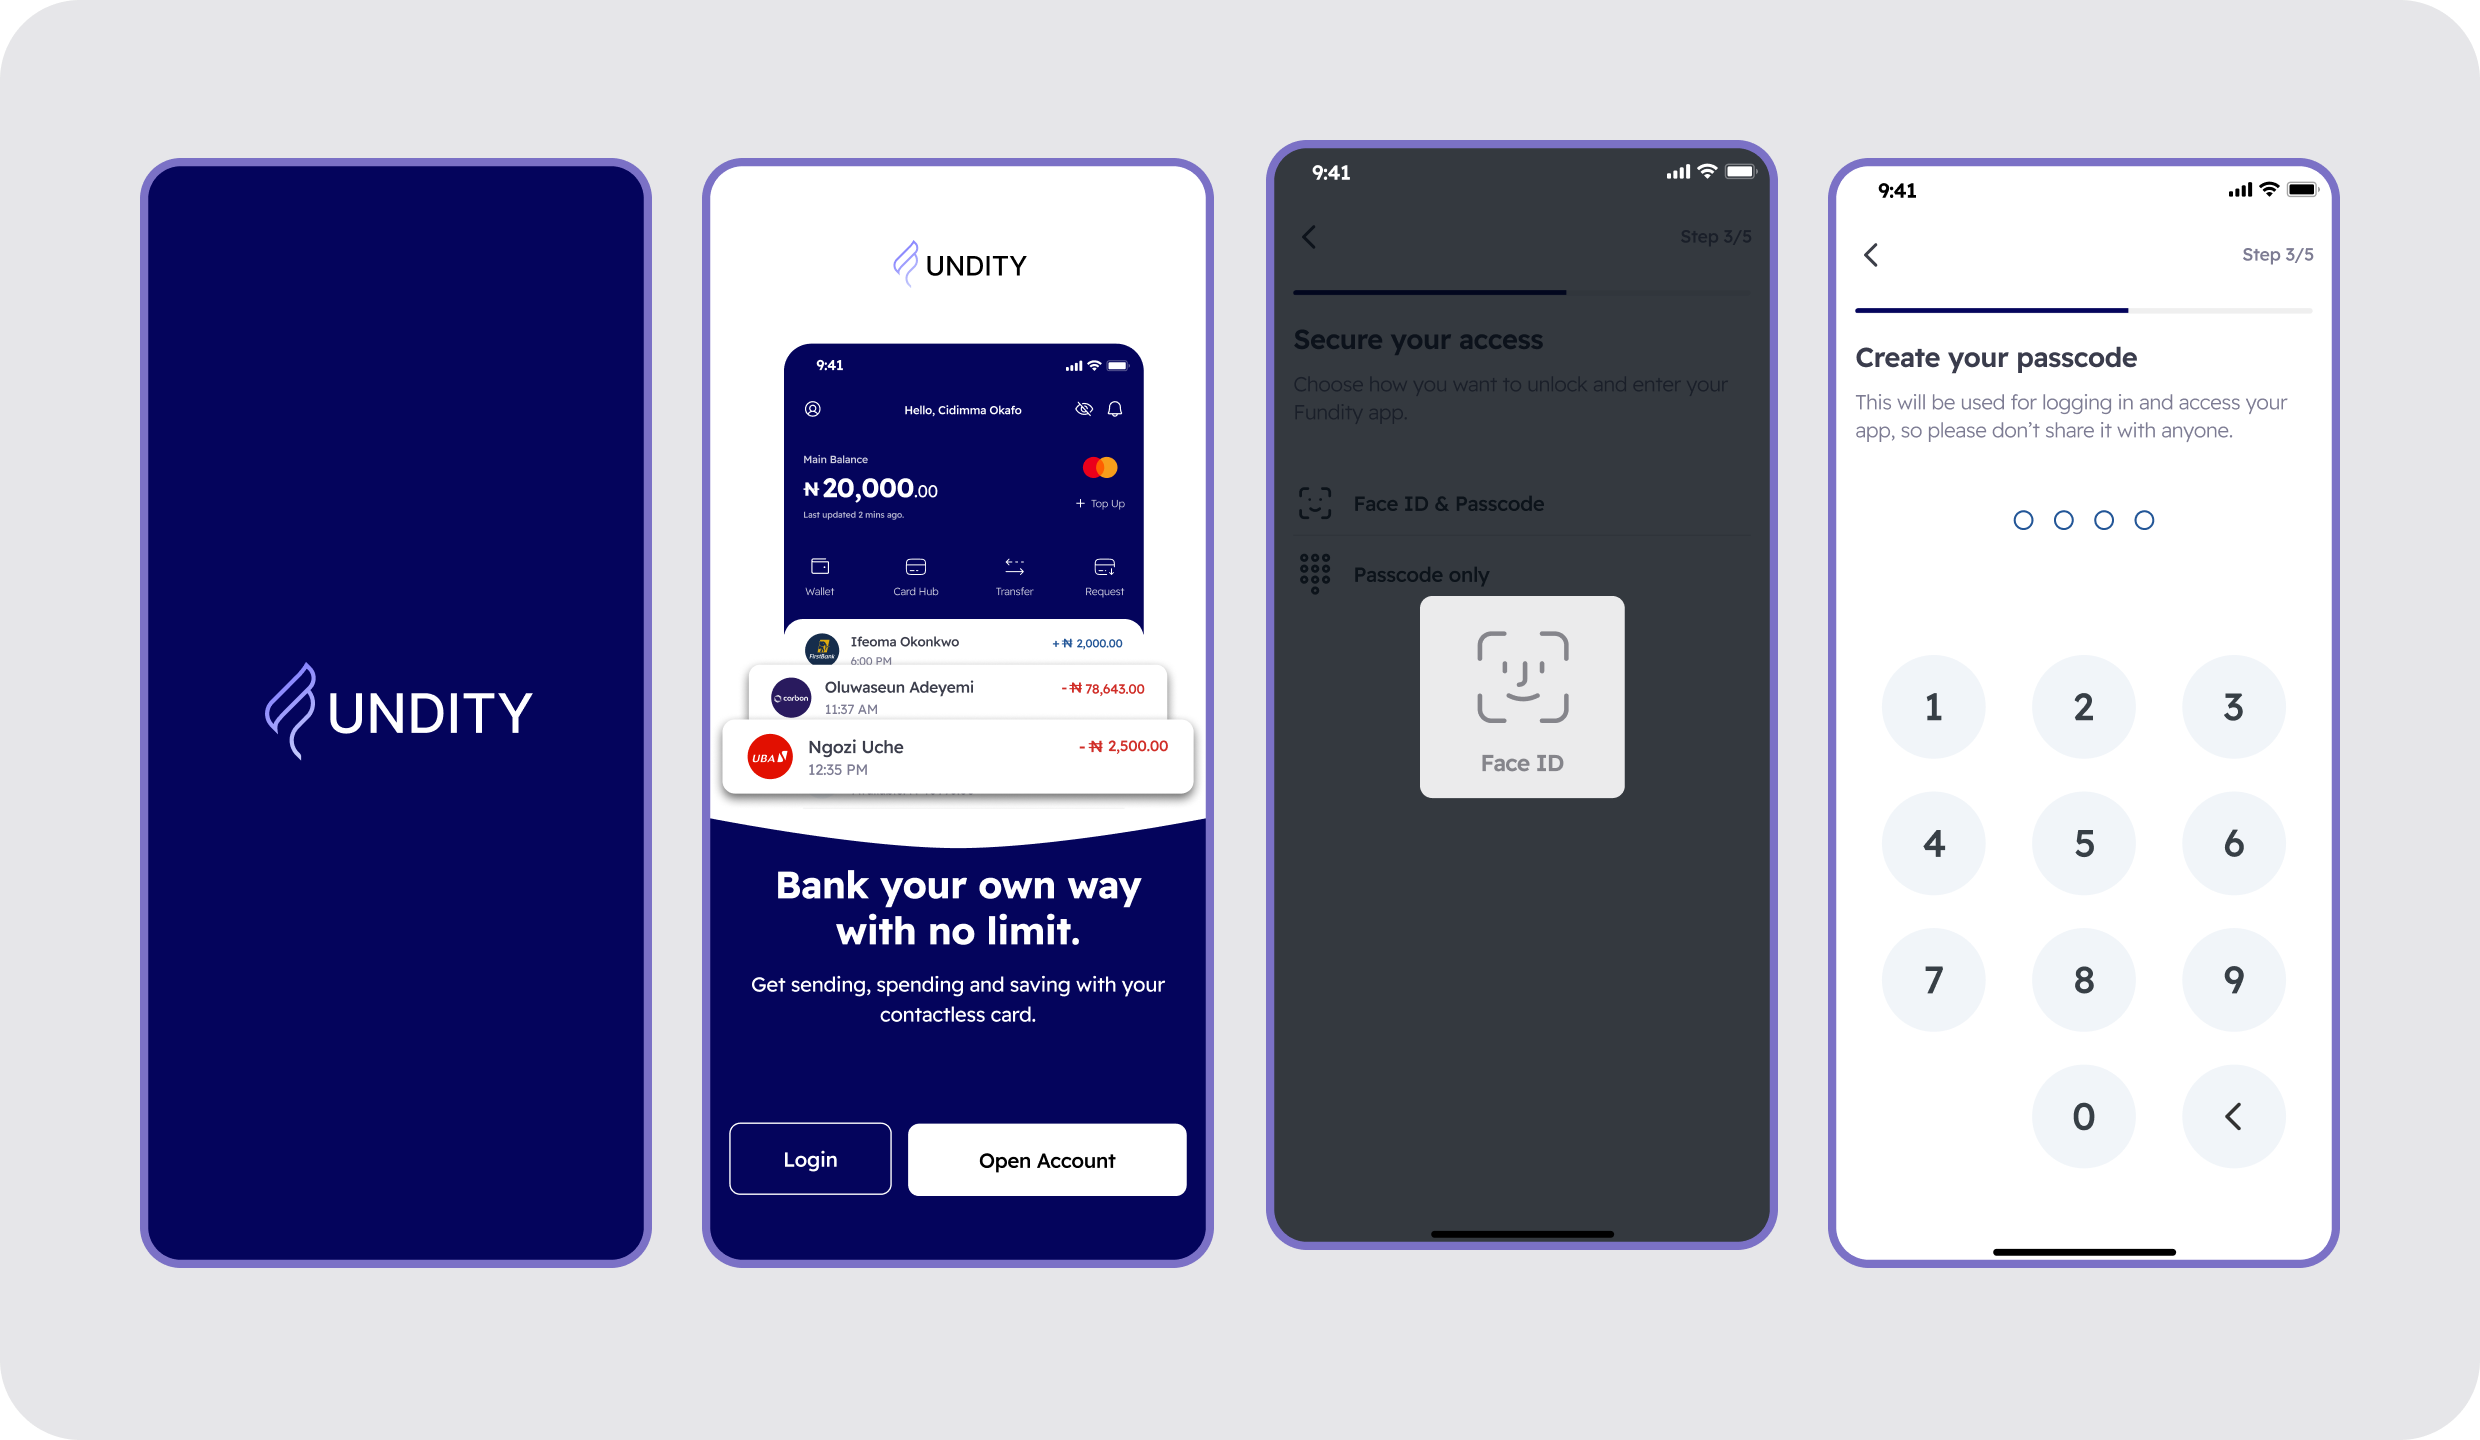 UNDITY
UNDITY
9:41
Hello, Cidimma Okafo
Main Balance
₦20,000.00
Last updated 2 mins ago.
+ Top Up
Wallet
Card Hub
Transfer
Request
FirstBank
Ifeoma Okonkwo
+ ₦ 2,000.00
6:00 PM
carbon
Oluwaseun Adeyemi
- ₦ 78,643.00
11:37 AM
UBA
Ngozi Uche
- ₦ 2,500.00
12:35 PM
Bank your own way
with no limit.
Get sending, spending and saving with your
contactless card.
Login
Open Account
9:41
Step 3/5
Secure your access
Choose how you want to unlock and enter your
Fundity app.
Face ID & Passcode
Passcode only
Face ID
9:41
Step 3/5
Create your passcode
This will be used for logging in and access your
app, so please don’t share it with anyone.
1 2 3
4 5 6
7 8 9
0